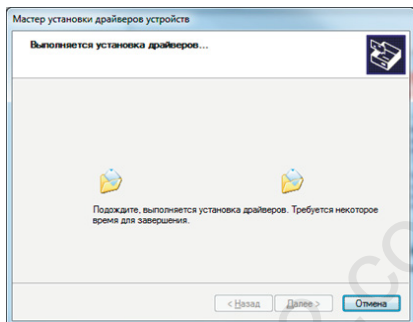 Мастер установки драйверов устройств
Выполняется установка драйверов...
Подождите, выполняется установка драйверов. Требуется некоторое
время для завершения.
< Назад Далее > Отмена